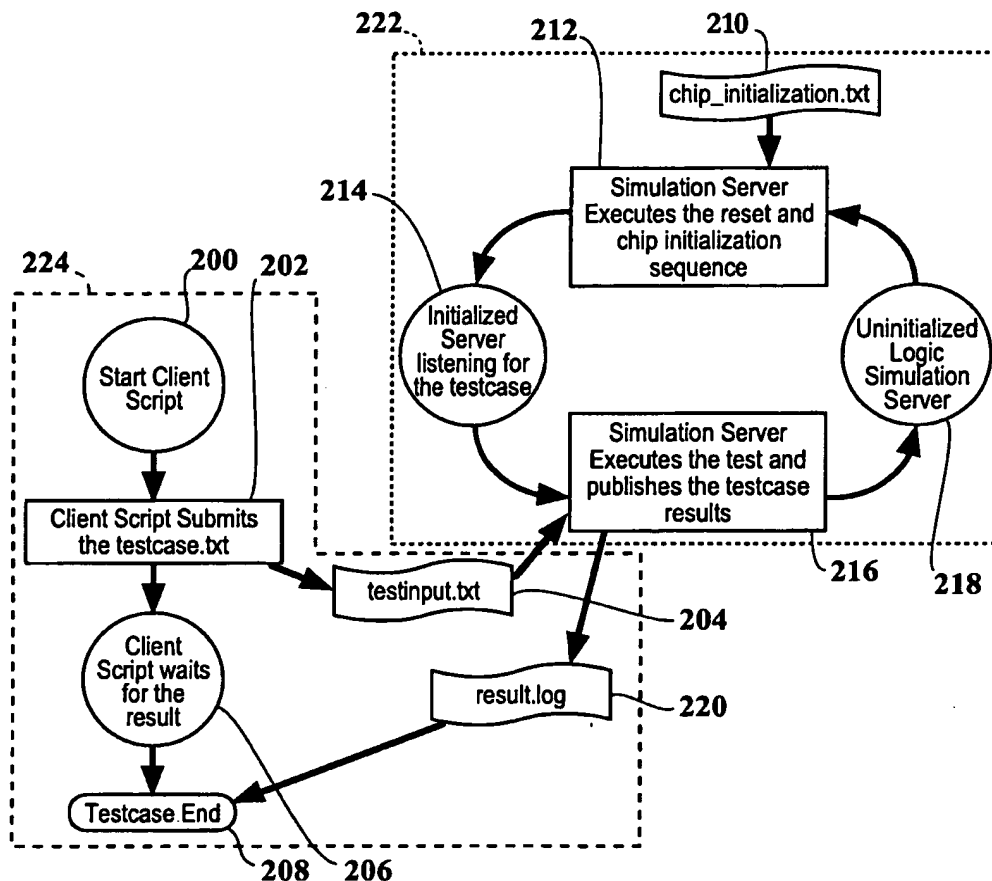 222
212
210
chip_initialization.txt
214
Simulation Server
Executes the reset and
chip initialization
sequence
224
200
202
Initialized
Server
listening for
the testcase
Uninitialized
Logic
Simulation
Server
Start Client
Script
Simulation Server
Executes the test and
publishes the testcase
results
Client Script Submits
the testcase.txt
216
218
testinput.txt
204
Client
Script waits
for the
result
result.log
220
Testcase End
208
206